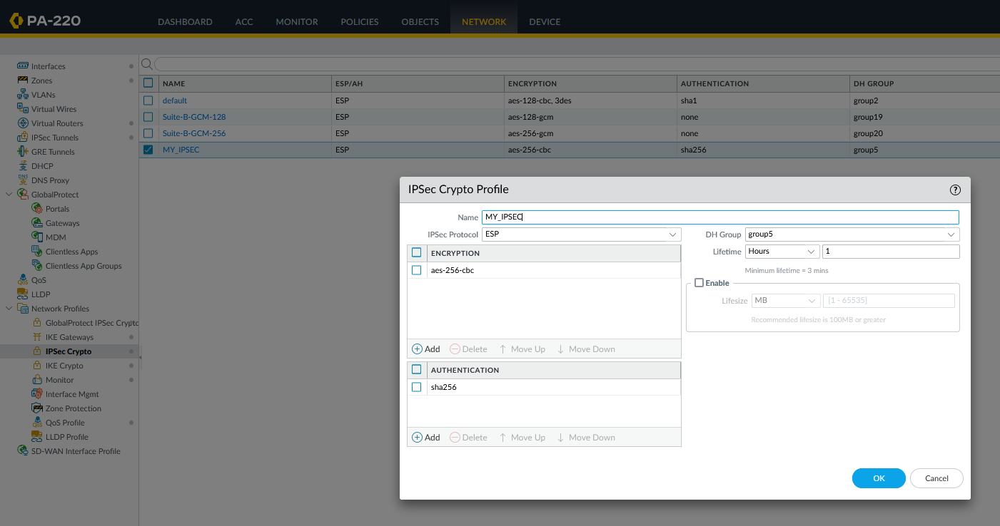 PA-220
DASHBOARD ACC MONITOR POLICIES OBJECTS NETWORK DEVICE
Interfaces
Zones
VLANs
Virtual Wires
Virtual Routers
IPSec Tunnels
GRE Tunnels
DHCP
DNS Proxy
GlobalProtect
Portals
Gateways
MDM
Clientless Apps
Clientless App Groups
QoS
LLDP
Network Profiles
GlobalProtect IPSec Crypto
IKE Gateways
IPSec Crypto
IKE Crypto
Monitor
Interface Mgmt
Zone Protection
QoS Profile
LLDP Profile
SD-WAN Interface Profile
NAME ESP/AH ENCRYPTION AUTHENTICATION DH GROUP
default ESP aes-128-cbc, 3des sha1 group2
Suite-B-GCM-128 ESP aes-128-gcm none group19
Suite-B-GCM-256 ESP aes-256-gcm none group20
MY_IPSEC ESP aes-256-cbc sha256 group5
IPSec Crypto Profile
Name MY_IPSEC
IPSec Protocol ESP
DH Group group5
ENCRYPTION
aes-256-cbc
Add Delete Move Up Move Down
AUTHENTICATION
sha256
Add Delete Move Up Move Down
Lifetime Hours 1
Minimum lifetime = 3 mins
Enable
Lifesize MB [1 - 65535]
Recommended lifesize is 100MB or greater
OK Cancel